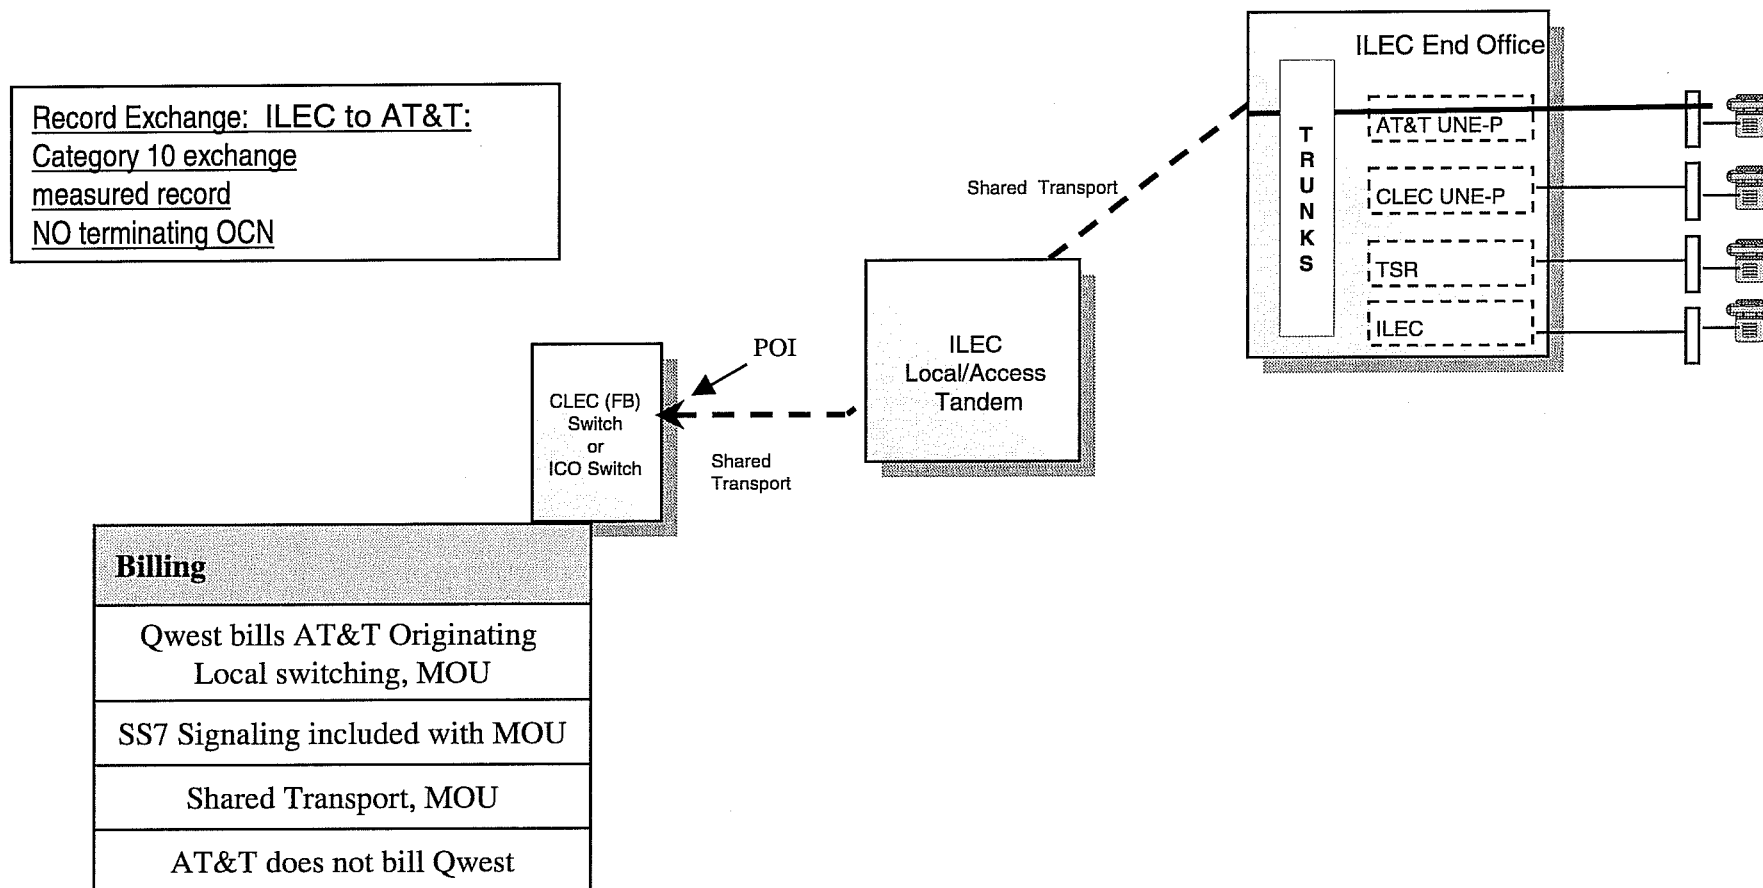 Record Exchange: ILEC to AT&T:
Category 10 exchange
measured record
NO terminating OCN
ILEC End Office
TRUNKS
AT&T UNE-P
CLEC UNE-P
TSR
ILEC
Shared Transport
ILEC
Local/Access
Tandem
POI
CLEC (FB)
Switch
or
ICO Switch
Shared
Transport
Billing
Qwest bills AT&T Originating
Local switching, MOU
SS7 Signaling included with MOU
Shared Transport, MOU
AT&T does not bill Qwest